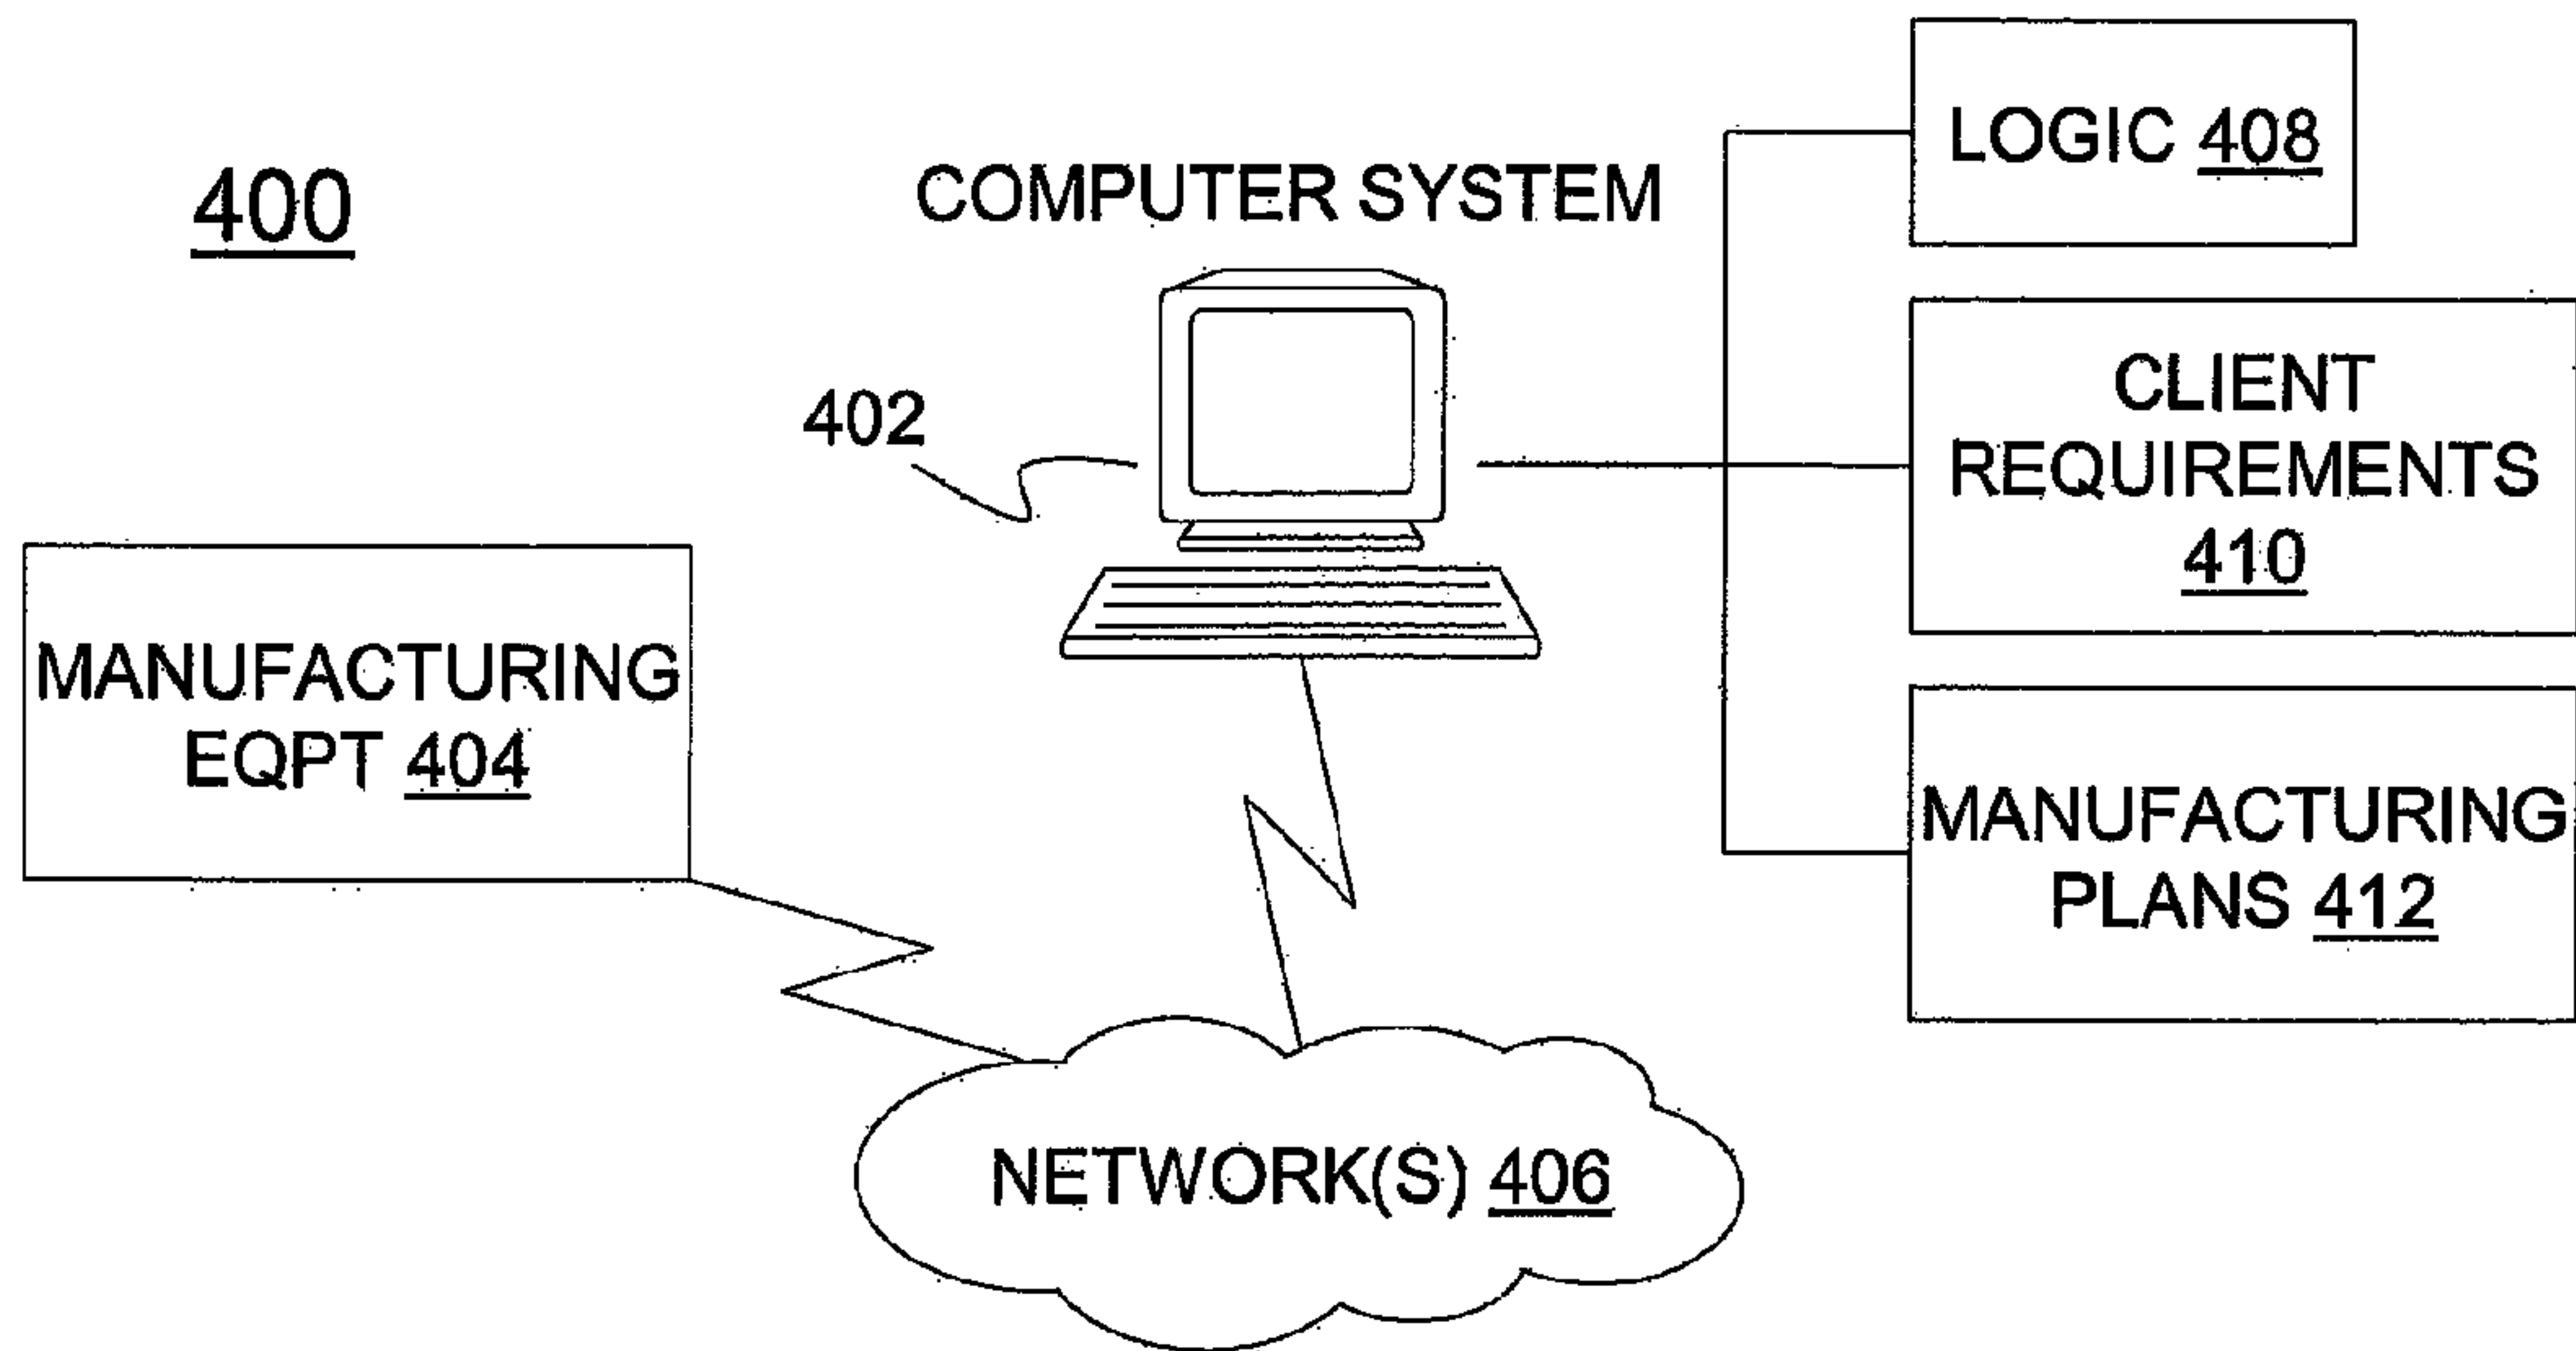 400
COMPUTER SYSTEM
402
MANUFACTURING
EQPT 404
NETWORK(S) 406
LOGIC 408
CLIENT
REQUIREMENTS
410
MANUFACTURING
PLANS 412